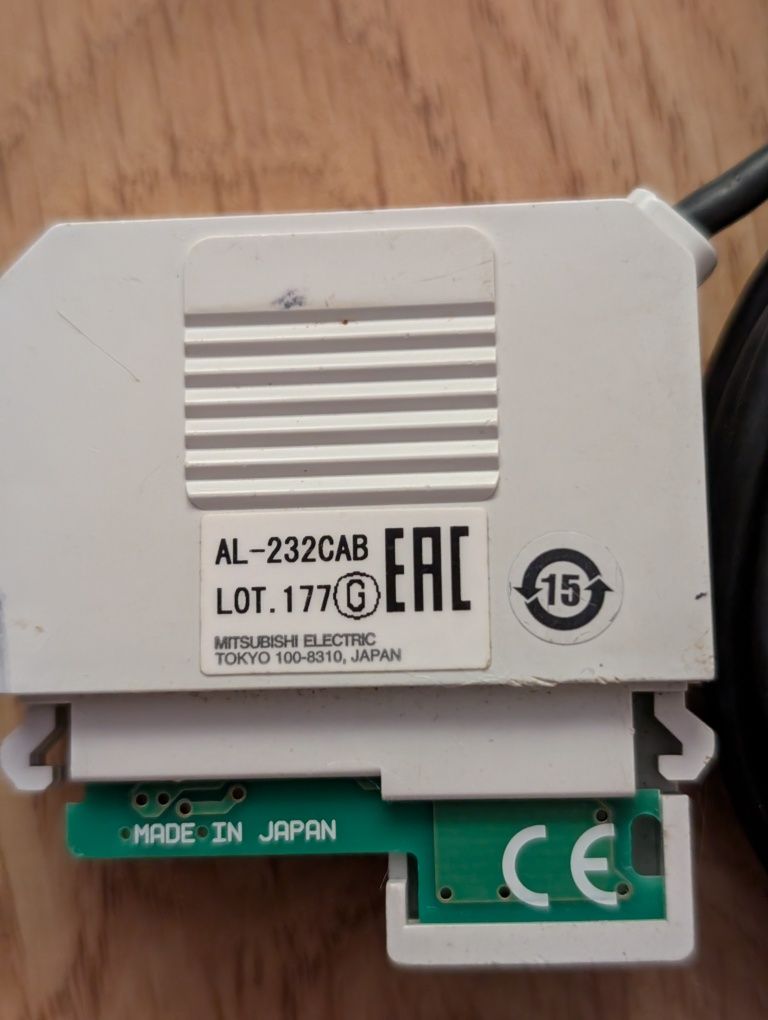 AL-232CAB
LOT.177Ⓖ
EAC
15
MITSUBISHI ELECTRIC
TOKYO 100-8310, JAPAN
MADE IN JAPAN
CE